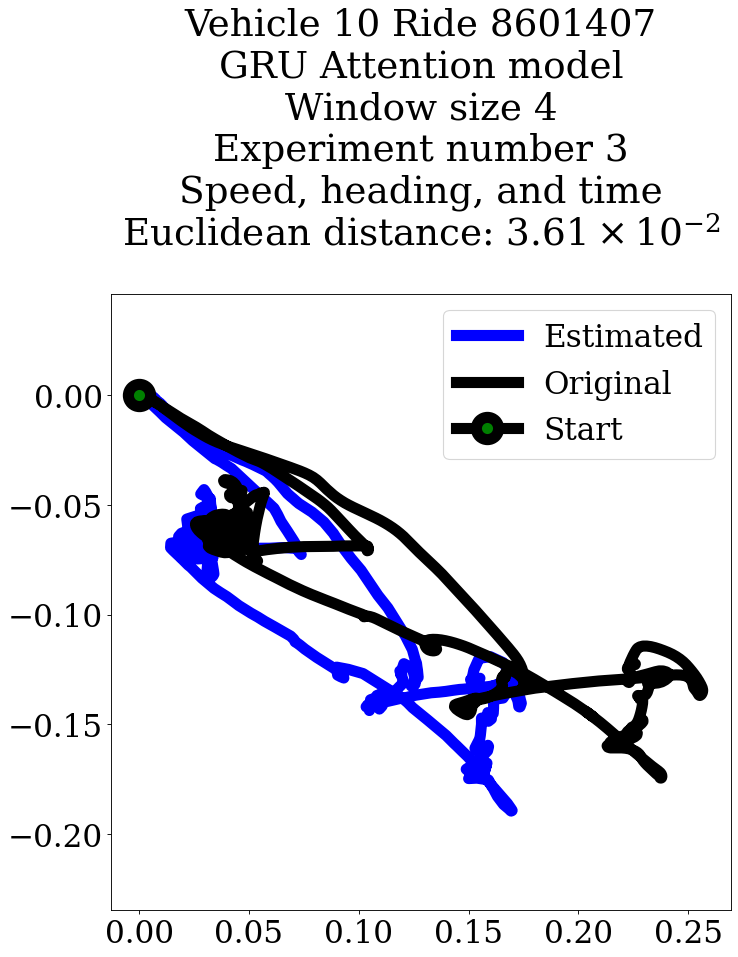 Vehicle 10 Ride 8601407
GRU Attention model
Window size 4
Experiment number 3
Speed, heading, and time
Euclidean distance: 3.61 × 10⁻²
Estimated
Original
Start
0.00
−0.05
−0.10
−0.15
−0.20
0.00 0.05 0.10 0.15 0.20 0.25